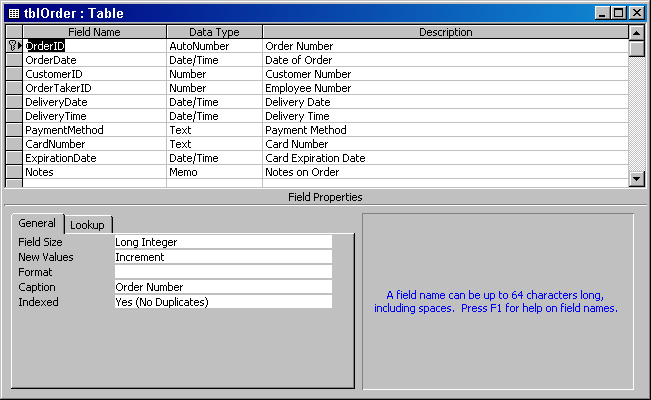 tblOrder : Table
Field Name Data Type Description
OrderID AutoNumber Order Number
OrderDate Date/Time Date of Order
CustomerID Number Customer Number
OrderTakerID Number Employee Number
DeliveryDate Date/Time Delivery Date
DeliveryTime Date/Time Delivery Time
PaymentMethod Text Payment Method
CardNumber Text Card Number
ExpirationDate Date/Time Card Expiration Date
Notes Memo Notes on Order
Field Properties
General Lookup
Field Size Long Integer
New Values Increment
Format
Caption Order Number
Indexed Yes (No Duplicates)
A field name can be up to 64 characters long,
including spaces. Press F1 for help on field names.